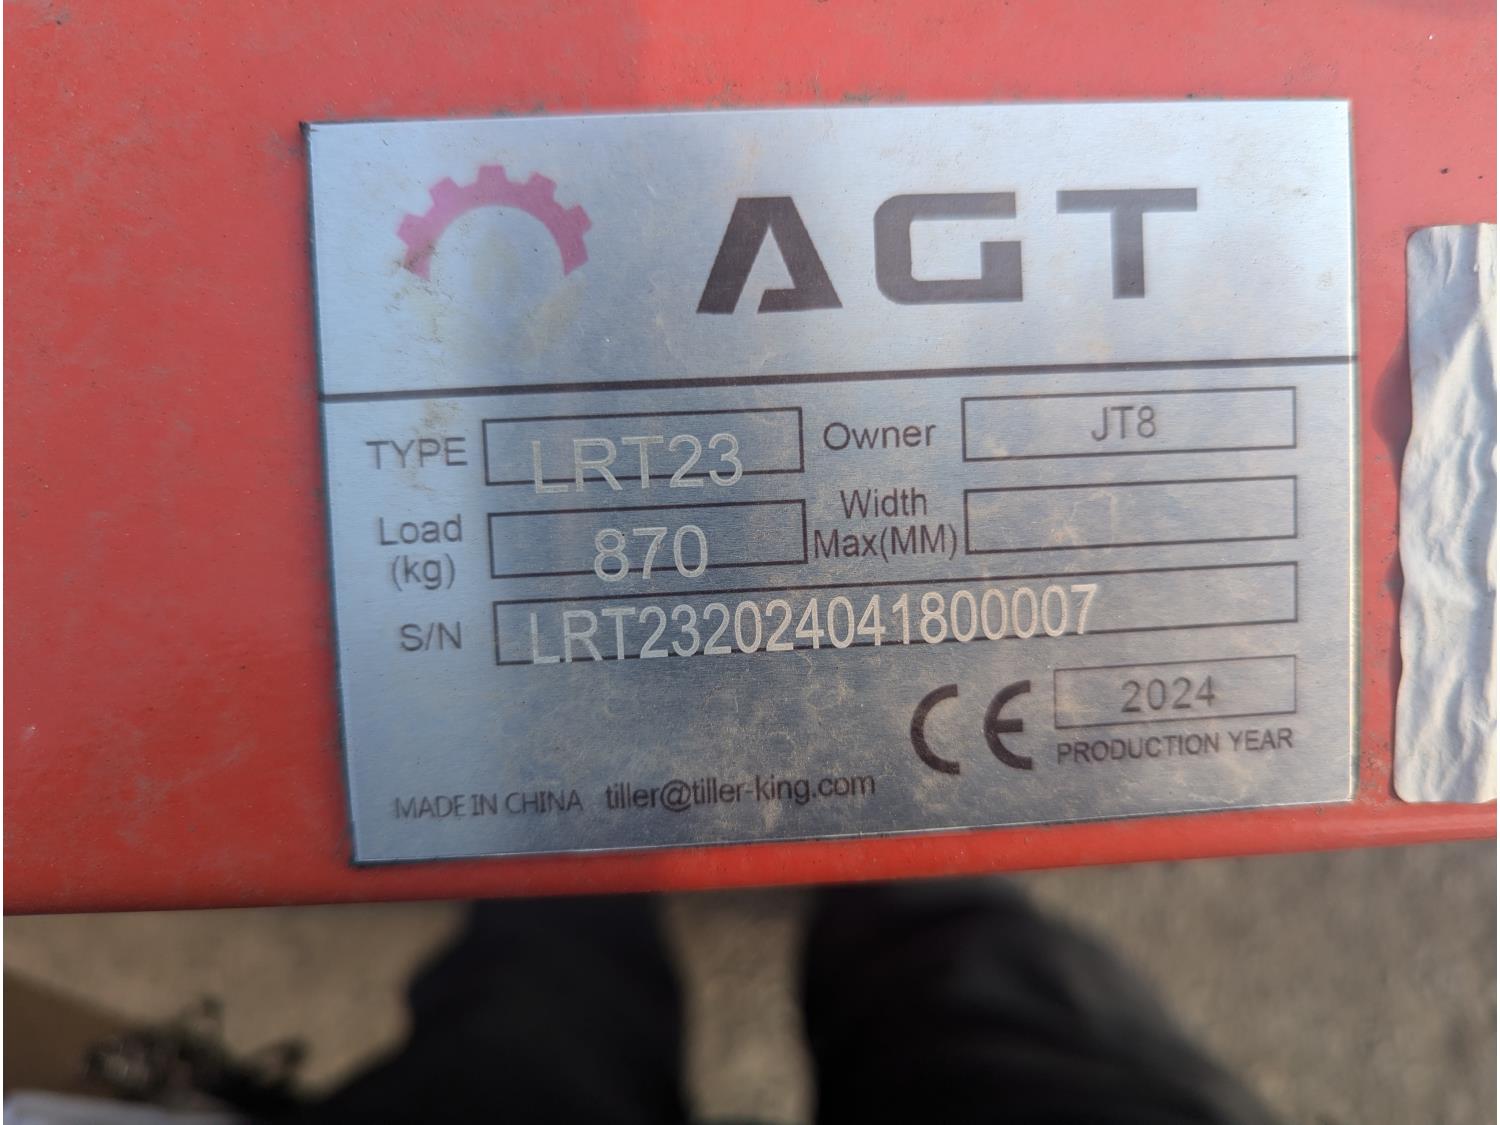 AGT
TYPE LRT23 Owner JT8
Load (kg) 870 Width Max(MM)
S/N LRT232024041800007
CE 2024
PRODUCTION YEAR
MADE IN CHINA tiller@tiller-king.com